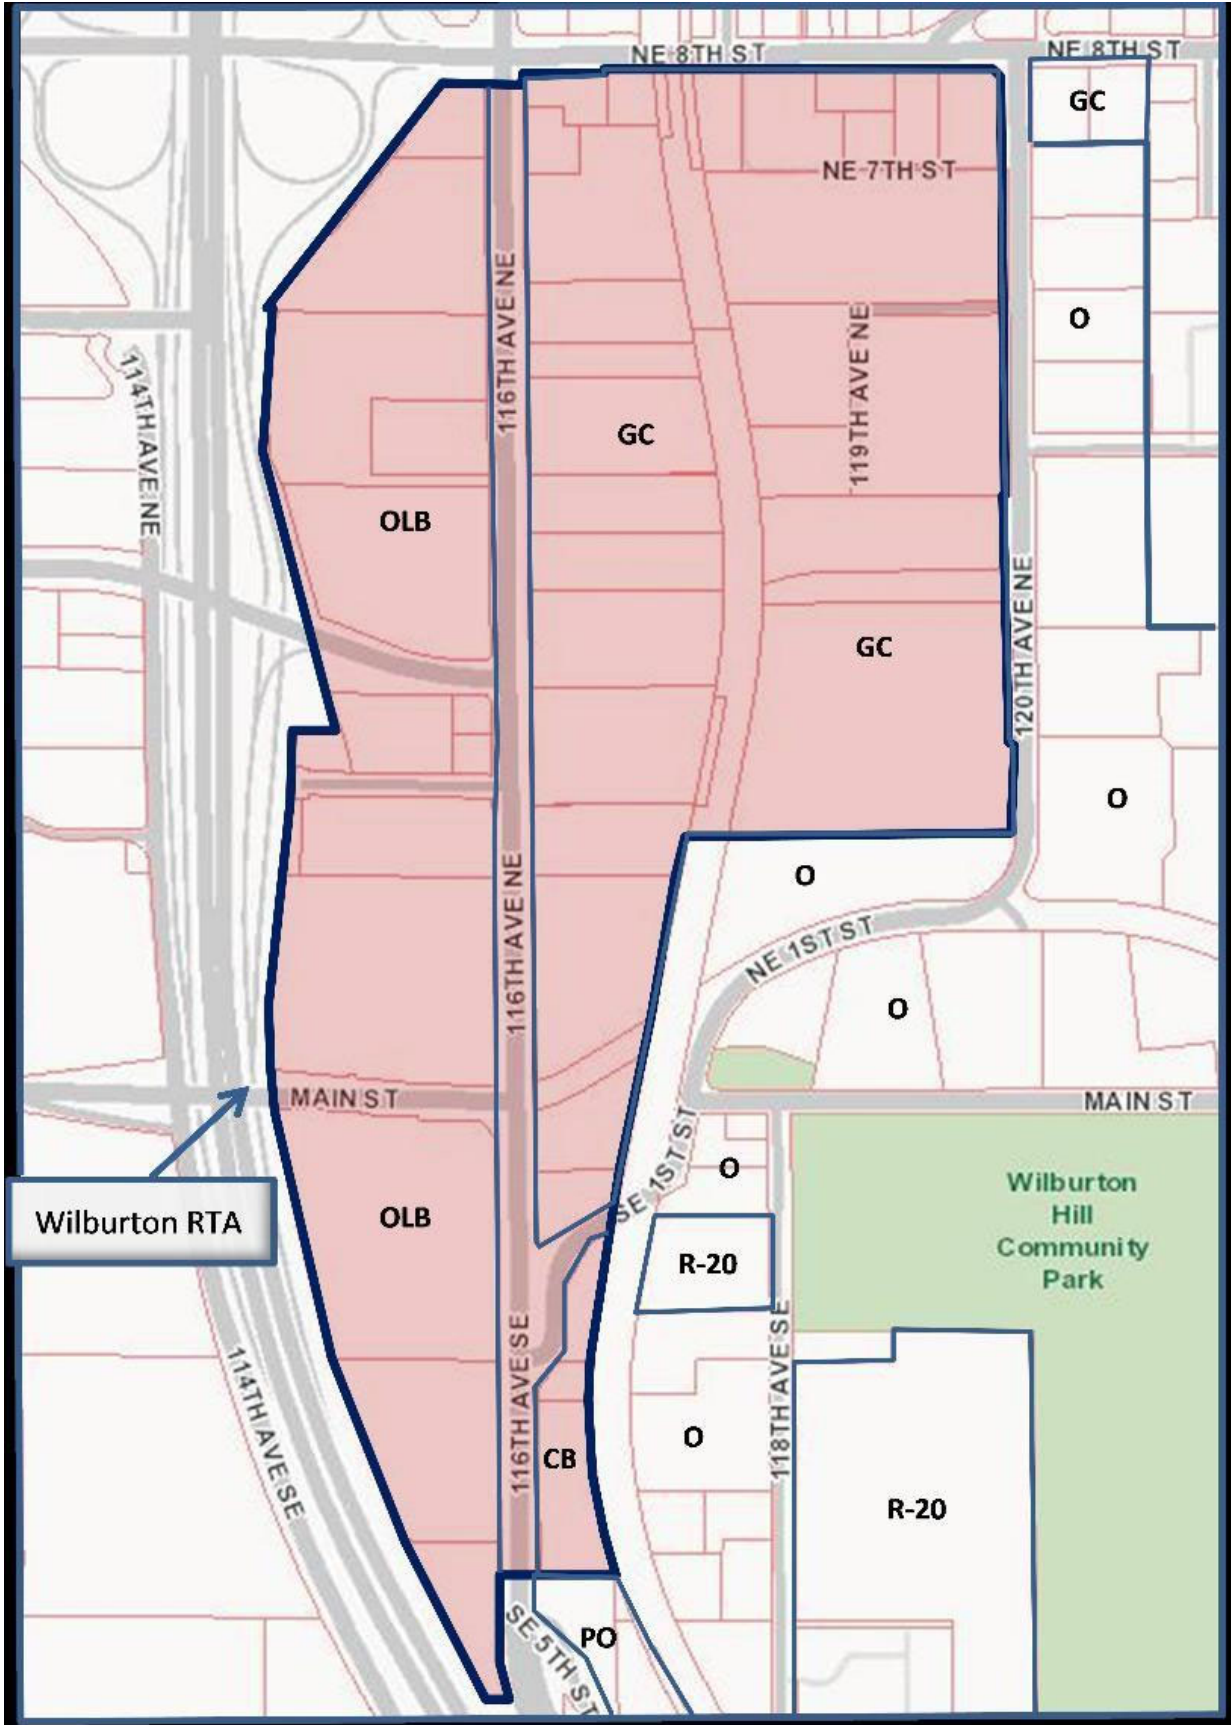 NE 8TH ST
NE 8TH ST
GC
NE 7TH ST
116TH AVE NE
119TH AVE NE
O
114TH AVE NE
GC
OLB
120TH AVE NE
GC
O
O
116TH AVE NE
NE 1ST ST
O
MAIN ST
MAIN ST
SE 1ST ST
O
Wilburton
Hill
Community
Park
Wilburton RTA
OLB
R-20
116TH AVE SE
118TH AVE SE
114TH AVE SE
O
CB
R-20
SE 5TH ST
PO